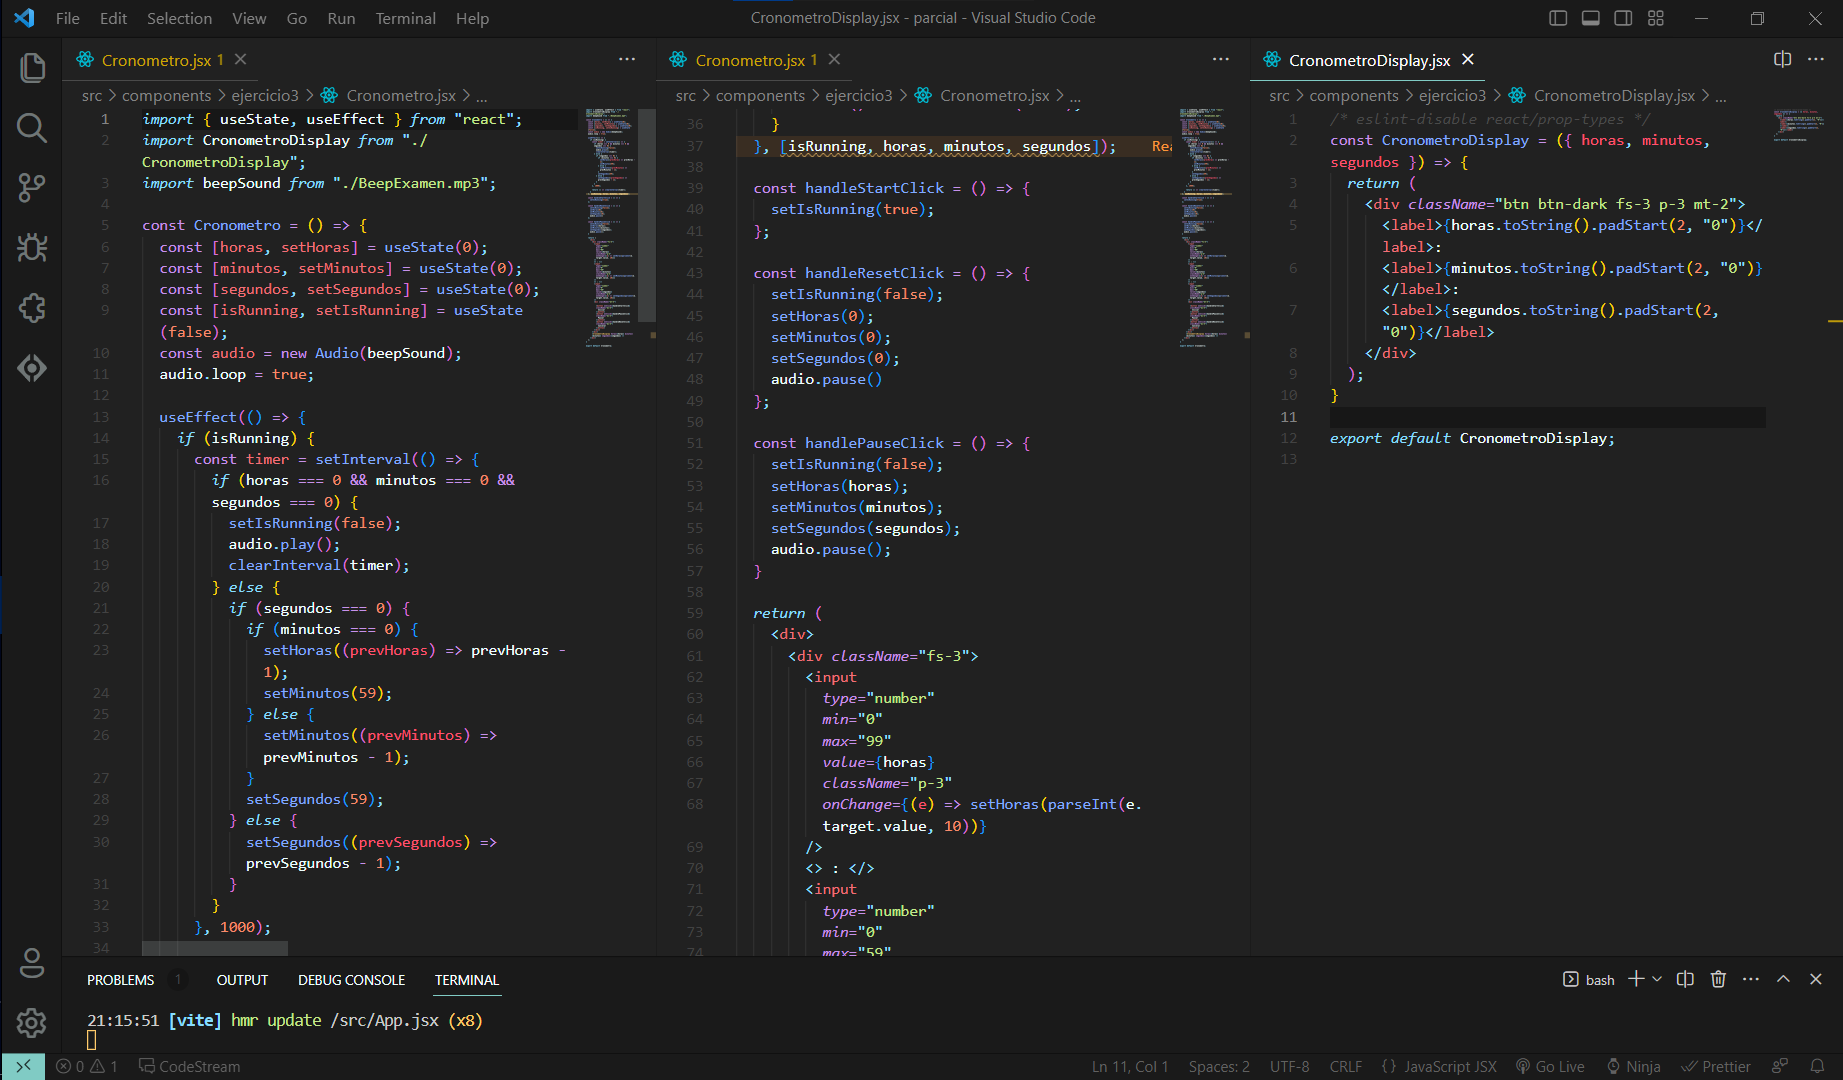 File Edit Selection View Go Run Terminal Help
CronometroDisplay.jsx - parcial - Visual Studio Code
Cronometro.jsx 1
src > components > ejercicio3 > Cronometro.jsx > ...
1 import { useState, useEffect } from "react";
2 import CronometroDisplay from "./
CronometroDisplay";
3 import beepSound from "./BeepExamen.mp3";
4
5 const Cronometro = () => {
6 const [horas, setHoras] = useState(0);
7 const [minutos, setMinutos] = useState(0);
8 const [segundos, setSegundos] = useState(0);
9 const [isRunning, setIsRunning] = useState
(false);
10 const audio = new Audio(beepSound);
11 audio.loop = true;
12
13 useEffect(() => {
14 if (isRunning) {
15 const timer = setInterval(() => {
16 if (horas === 0 && minutos === 0 &&
segundos === 0) {
17 setIsRunning(false);
18 audio.play();
19 clearInterval(timer);
20 } else {
21 if (segundos === 0) {
22 if (minutos === 0) {
23 setHoras((prevHoras) => prevHoras -
1);
24 setMinutos(59);
25 } else {
26 setMinutos((prevMinutos) =>
prevMinutos - 1);
27 }
28 setSegundos(59);
29 } else {
30 setSegundos((prevSegundos) =>
prevSegundos - 1);
31 }
32 }
33 }, 1000);
34
Cronometro.jsx 1
src > components > ejercicio3 > Cronometro.jsx > ...
36 }
37 }, [isRunning, horas, minutos, segundos]); Rea
38
39 const handleStartClick = () => {
40 setIsRunning(true);
41 };
42
43 const handleResetClick = () => {
44 setIsRunning(false);
45 setHoras(0);
46 setMinutos(0);
47 setSegundos(0);
48 audio.pause()
49 };
50
51 const handlePauseClick = () => {
52 setIsRunning(false);
53 setHoras(horas);
54 setMinutos(minutos);
55 setSegundos(segundos);
56 audio.pause();
57 }
58
59 return (
60 <div>
61 <div className="fs-3">
62 <input
63 type="number"
64 min="0"
65 max="99"
66 value={horas}
67 className="p-3"
68 onChange={(e) => setHoras(parseInt(e.
target.value, 10))}
69 />
70 <> : </>
71 <input
72 type="number"
73 min="0"
74 max="59"
CronometroDisplay.jsx
src > components > ejercicio3 > CronometroDisplay.jsx > ...
1 /* eslint-disable react/prop-types */
2 const CronometroDisplay = ({ horas, minutos,
segundos }) => {
3 return (
4 <div className="btn btn-dark fs-3 p-3 mt-2">
5 <label>{horas.toString().padStart(2, "0")}</
label>:
6 <label>{minutos.toString().padStart(2, "0")}
</label>:
7 <label>{segundos.toString().padStart(2,
"0")}</label>
8 </div>
9 );
10 }
11
12 export default CronometroDisplay;
13
PROBLEMS 1 OUTPUT DEBUG CONSOLE TERMINAL
bash
21:15:51 [vite] hmr update /src/App.jsx (x8)
0 1 CodeStream
Ln 11, Col 1 Spaces: 2 UTF-8 CRLF {} JavaScript JSX Go Live Ninja Prettier